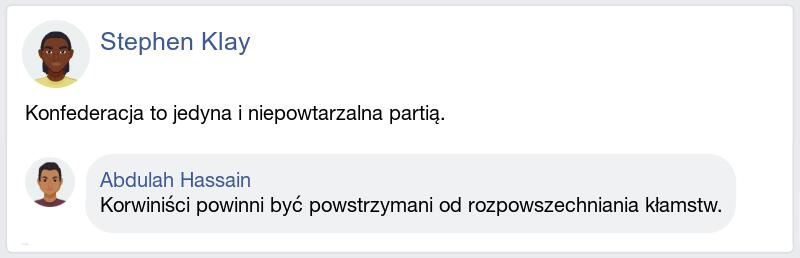 Stephen Klay
Konfederacja to jedyna i niepowtarzalna partią.
Abdulah Hassain
Korwiniści powinni być powstrzymani od rozpowszechniania kłamstw.